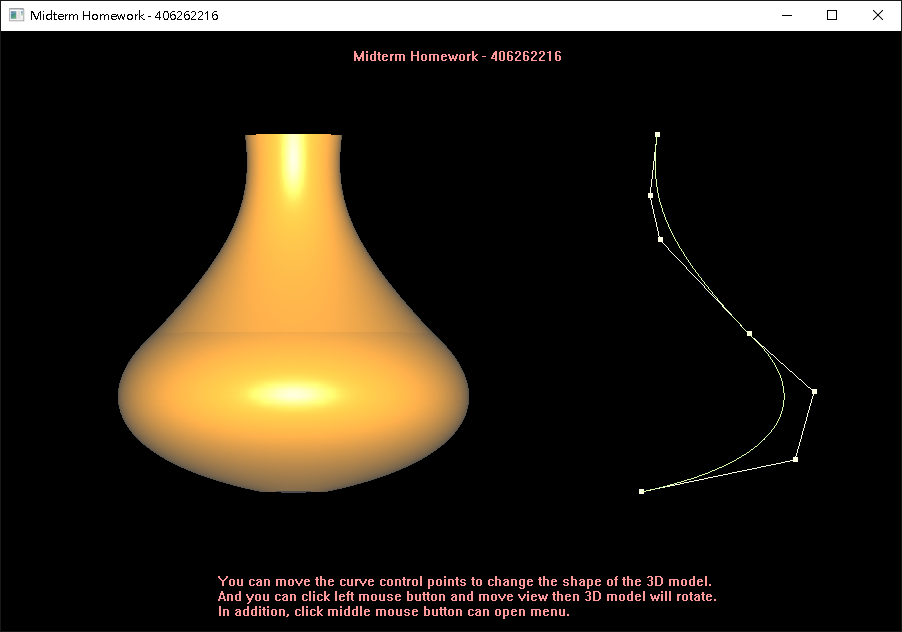 Midterm Homework - 406262216
Midterm Homework - 406262216
You can move the curve control points to change the shape of the 3D model.
And you can click left mouse button and move view then 3D model will rotate.
In addition, click middle mouse button can open menu.